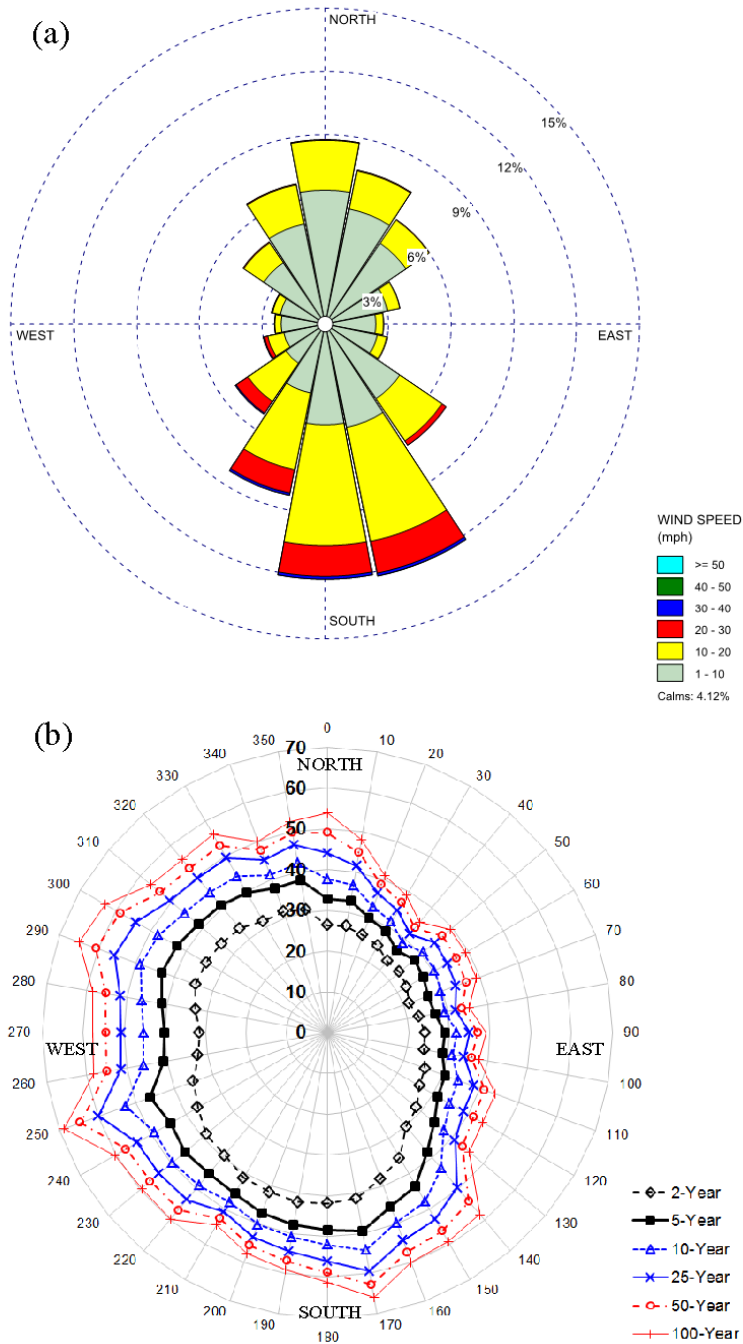 (a)
NORTH
15%
12%
9%
6%
3%
WEST
EAST
SOUTH
WIND SPEED
(mph)
>= 50
40 - 50
30 - 40
20 - 30
10 - 20
1 - 10
Calms: 4.12%
(b)
0
350
10
340
20
330
30
320
40
310
50
300
60
290
70
280
80
270
90
260
100
250
110
240
120
230
130
220
140
210
150
200
160
190
170
180
70
60
50
40
30
20
10
0
NORTH
WEST
EAST
SOUTH
2-Year
5-Year
10-Year
25-Year
50-Year
100-Year